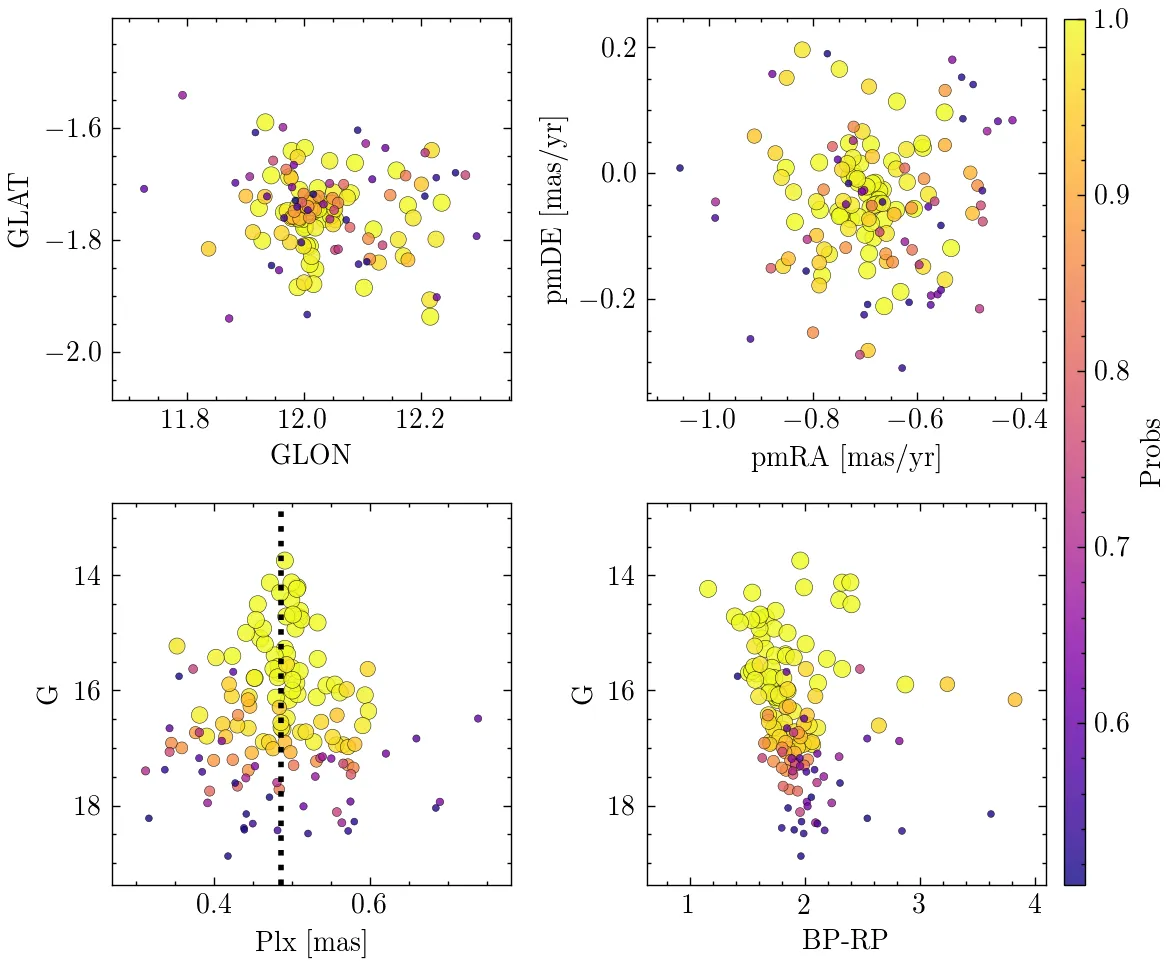 −1.6
−1.8
−2.0
GLAT
11.8 12.0 12.2
GLON
0.2
0.0
−0.2
pmDE [mas/yr]
−1.0 −0.8 −0.6 −0.4
pmRA [mas/yr]
14
16
18
G
0.4 0.6
Plx [mas]
14
16
18
G
1 2 3 4
BP-RP
1.0
0.9
0.8
0.7
0.6
Probs